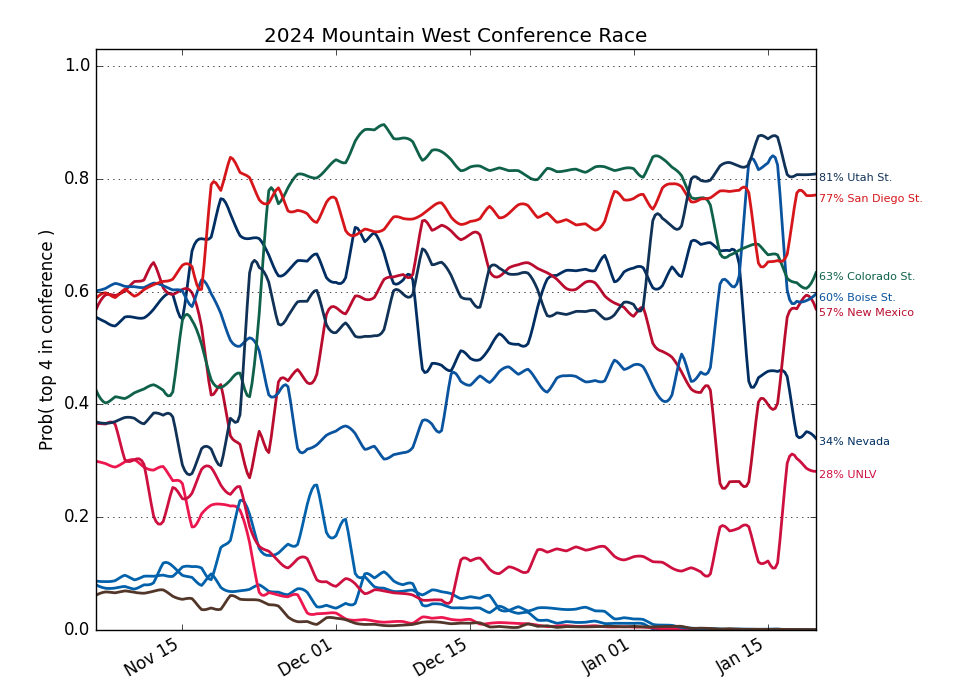 2024 Mountain West Conference Race
Prob( top 4 in conference )
1.0
0.8
0.6
0.4
0.2
0.0
Nov 15
Dec 01
Dec 15
Jan 01
Jan 15
81% Utah St.
77% San Diego St.
63% Colorado St.
60% Boise St.
57% New Mexico
34% Nevada
28% UNLV